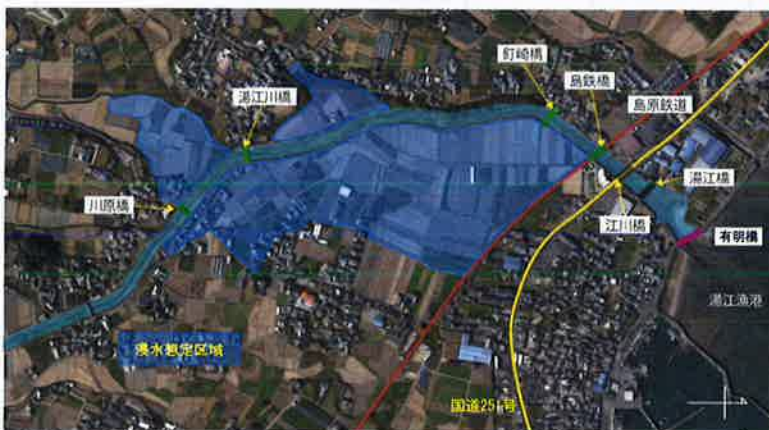 釘崎橋
島鉄橋
島原鉄道
湯江川橋
湯江橋
川原橋
江川橋
有明橋
湯江漁港
浸水想定区域
国道251号